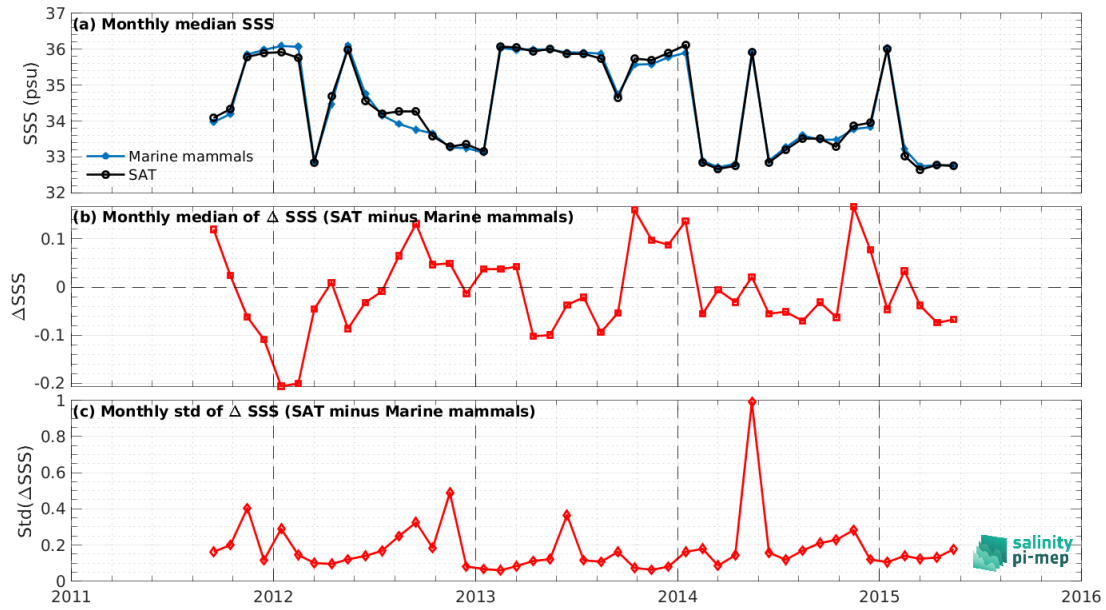 (a) Monthly median SSS
SSS (psu)
36
35
34
33
32
Marine mammals
SAT
(b) Monthly median of Δ SSS (SAT minus Marine mammals)
ΔSSS
0.1
0
-0.1
-0.2
(c) Monthly std of Δ SSS (SAT minus Marine mammals)
Std(ΔSSS)
1
0.8
0.6
0.4
0.2
0
2011 2012 2013 2014 2015 2016
salinity
pi-mep